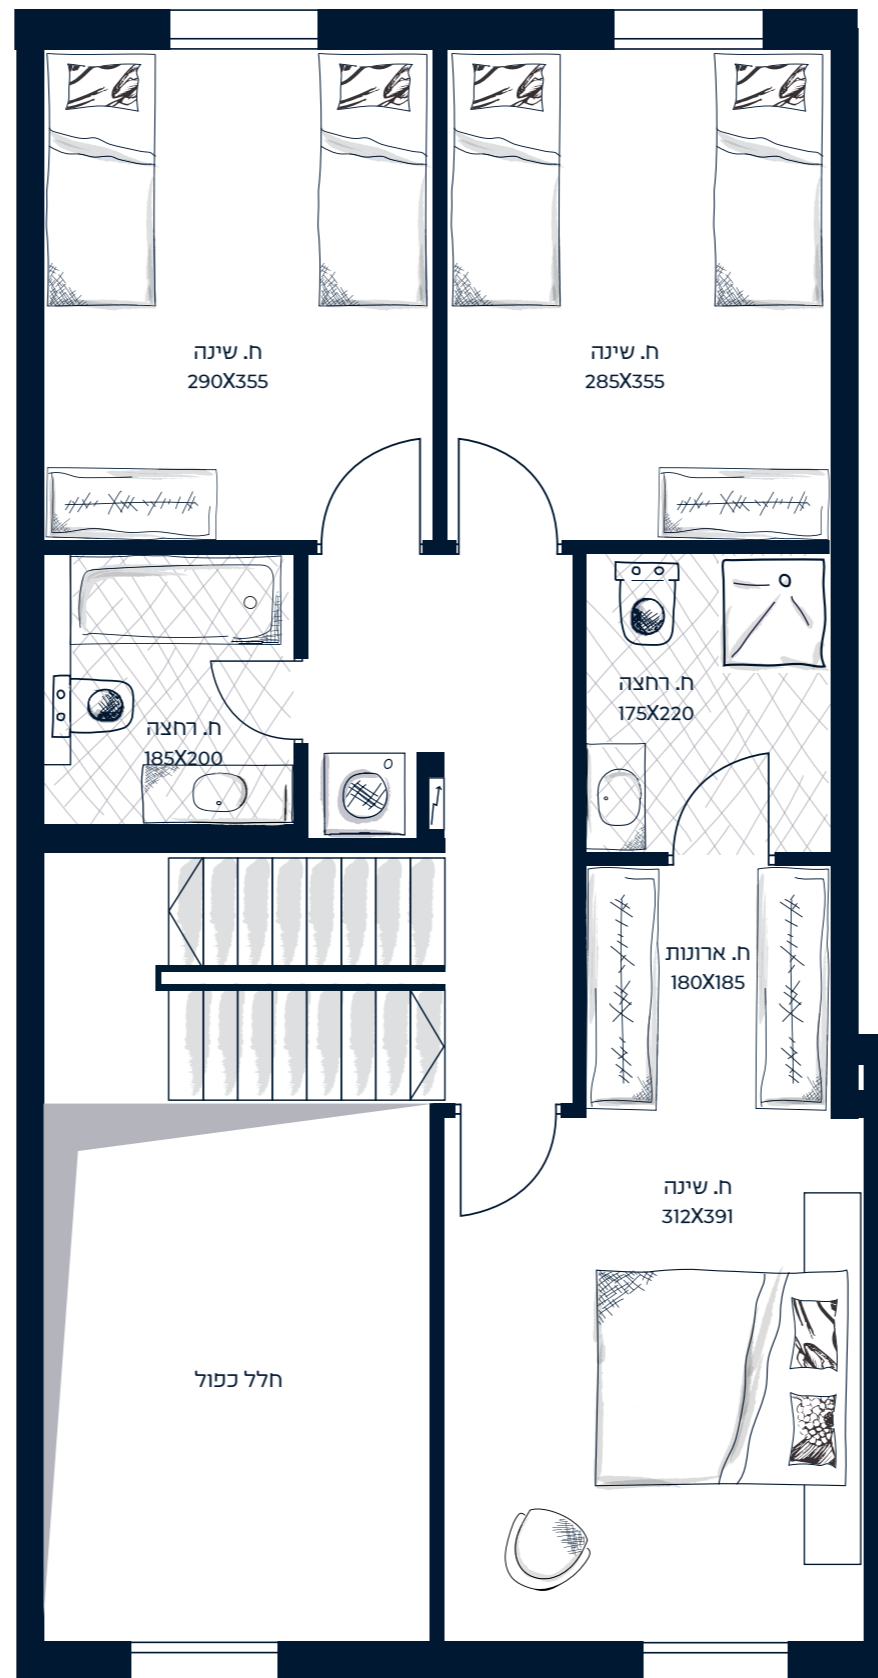 ח. שינה
290X355
ח. שינה
285X355
ח. רחצה
185X200
ח. רחצה
175X220
ח. ארונות
180X185
ח. שינה
312X391
חלל כפול